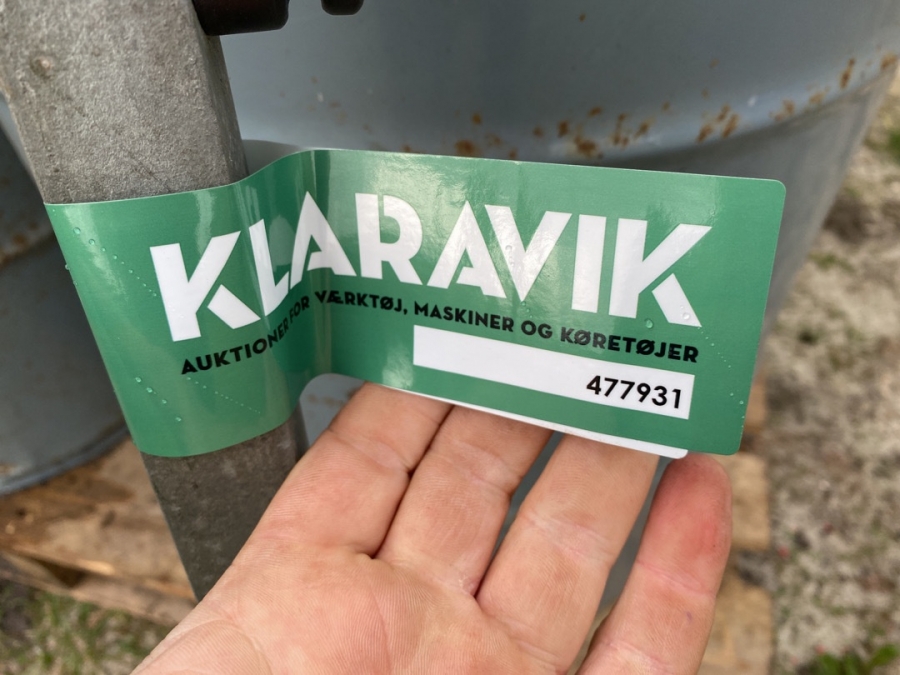 KLARAVIK
AUKTIONER FOR VÆRKTØJ, MASKINER OG KØRETØJER
477931